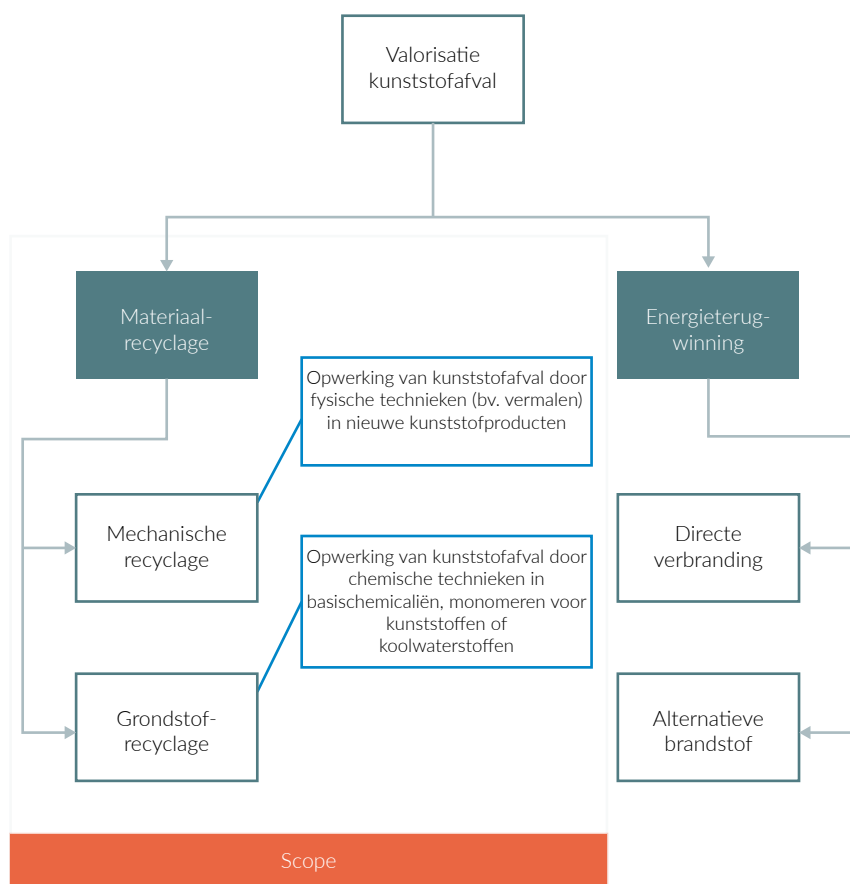 Valorisatie
kunststofafval
Materiaal-
recyclage
Energieterug-
winning
Opwerking van kunststofafval door
fysische technieken (bv. vermalen)
in nieuwe kunststofproducten
Mechanische
recyclage
Directe
verbranding
Opwerking van kunststofafval door
chemische technieken in
basischemicaliën, monomeren voor
kunststoffen of
koolwaterstoffen
Grondstof-
recyclage
Alternatieve
brandstof
Scope